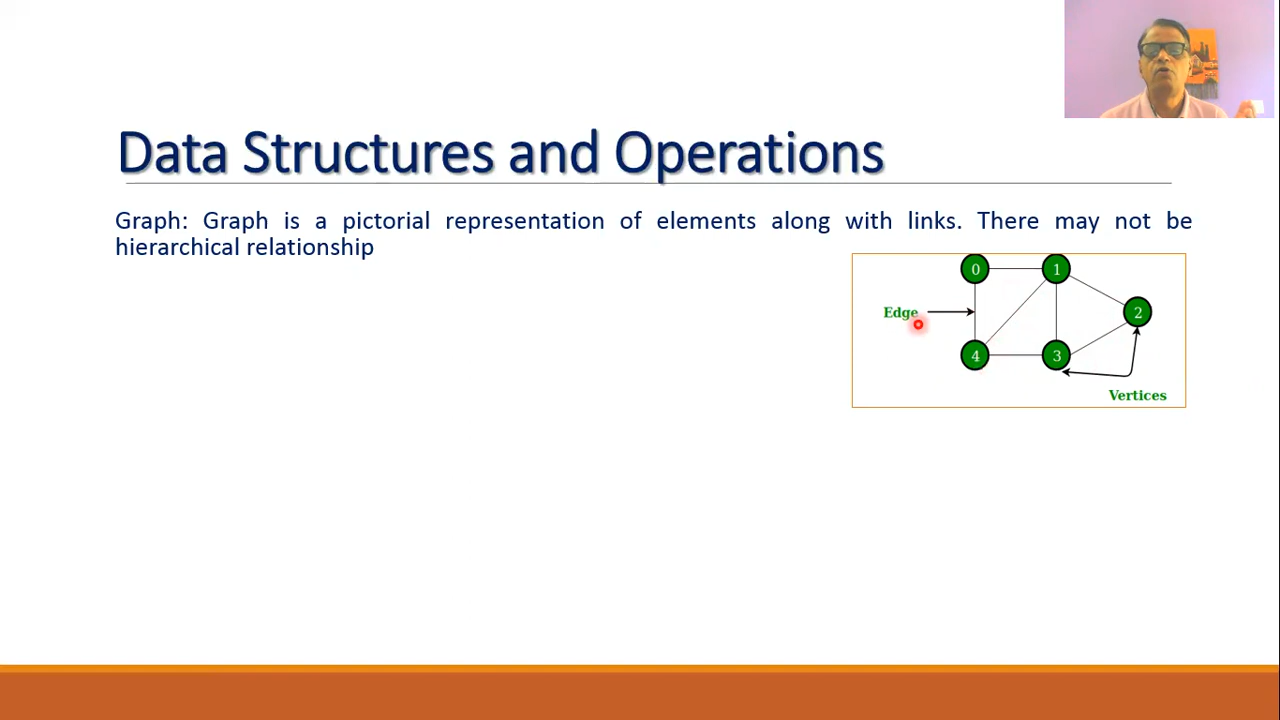 Data Structures and Operations
Graph: Graph is a pictorial representation of elements along with links. There may not be
hierarchical relationship
0 1
Edge 2
4 3
Vertices